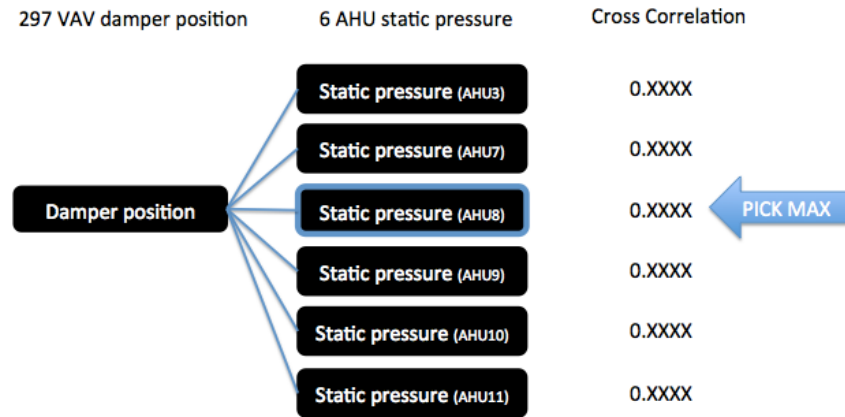 297 VAV damper position 6 AHU static pressure Cross Correlation
Static pressure (AHU3) 0.XXXX
Static pressure (AHU7) 0.XXXX
Damper position Static pressure (AHU8) 0.XXXX PICK MAX
Static pressure (AHU9) 0.XXXX
Static pressure (AHU10) 0.XXXX
Static pressure (AHU11) 0.XXXX